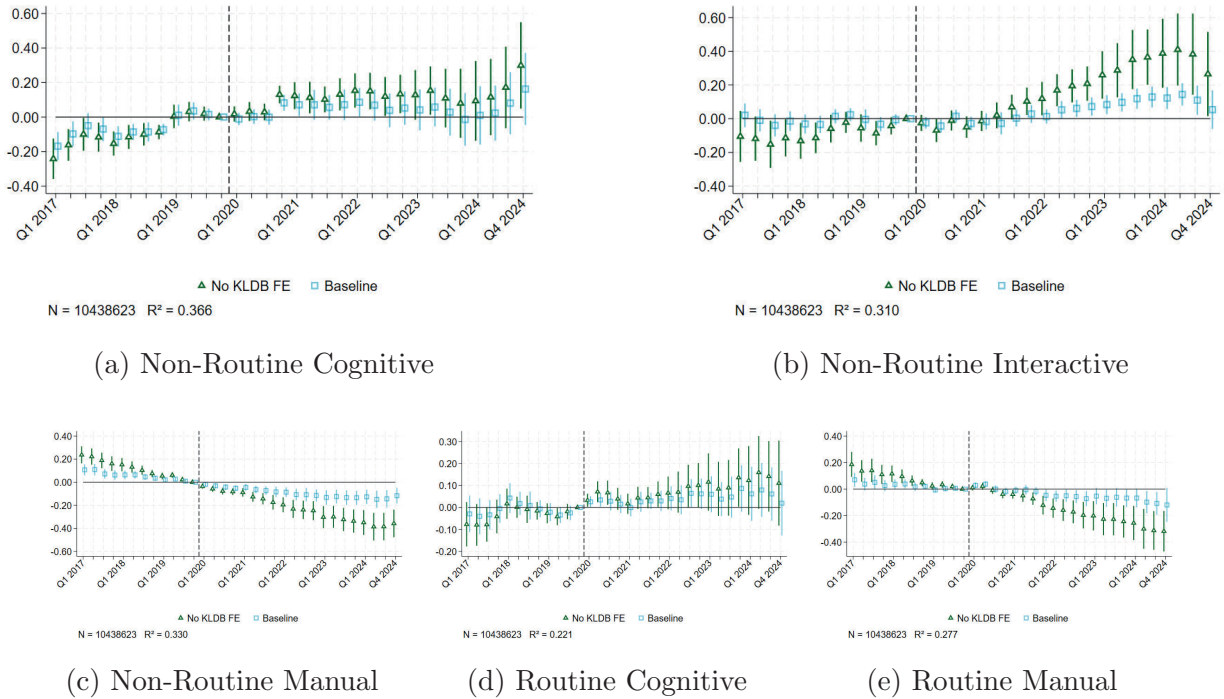 0.60
0.40
0.20
0.00
-0.20
-0.40
Q1 2017
Q1 2018
Q1 2019
Q1 2020
Q1 2021
Q1 2022
Q1 2023
Q1 2024
Q4 2024
No KLDB FE Baseline
N = 10438623 R² = 0.366
(a) Non-Routine Cognitive
0.60
0.40
0.20
0.00
-0.20
-0.40
Q1 2017
Q1 2018
Q1 2019
Q1 2020
Q1 2021
Q1 2022
Q1 2023
Q1 2024
Q4 2024
No KLDB FE Baseline
N = 10438623 R² = 0.310
(b) Non-Routine Interactive
0.40
0.20
0.00
-0.20
-0.40
-0.60
Q1 2017
Q1 2018
Q1 2019
Q1 2020
Q1 2021
Q1 2022
Q1 2023
Q1 2024
Q4 2024
No KLDB FE Baseline
N = 10438623 R² = 0.330
(c) Non-Routine Manual
0.30
0.20
0.10
0.00
-0.10
-0.20
Q1 2017
Q1 2018
Q1 2019
Q1 2020
Q1 2021
Q1 2022
Q1 2023
Q1 2024
Q4 2024
No KLDB FE Baseline
N = 10438623 R² = 0.221
(d) Routine Cognitive
0.40
0.20
0.00
-0.20
-0.40
Q1 2017
Q1 2018
Q1 2019
Q1 2020
Q1 2021
Q1 2022
Q1 2023
Q1 2024
Q4 2024
No KLDB FE Baseline
N = 10438623 R² = 0.277
(e) Routine Manual